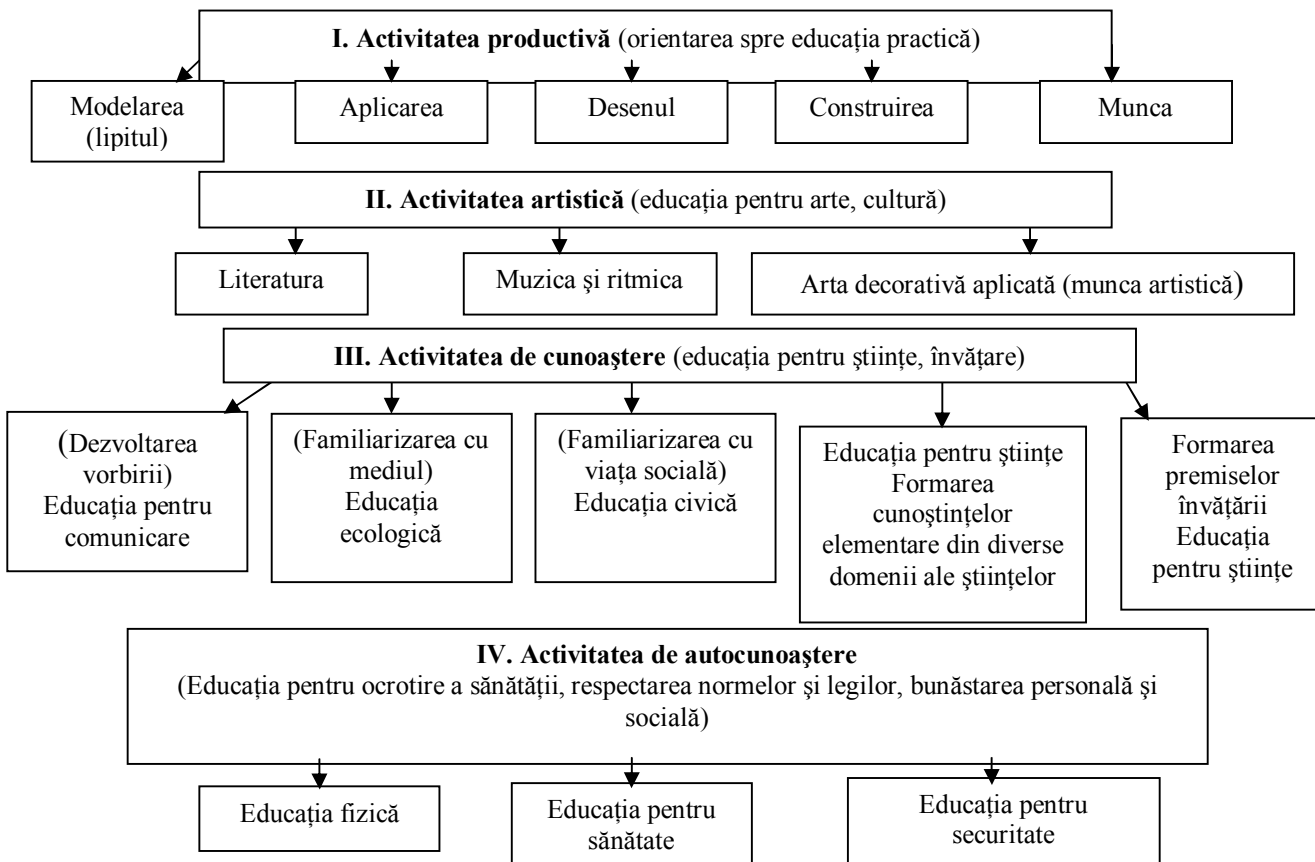 I. Activitatea productivă (orientarea spre educația practică)
Modelarea
(lipitul)
Aplicarea
Desenul
Construirea
Munca
II. Activitatea artistică (educația pentru arte, cultură)
Literatura
Muzica şi ritmica
Arta decorativă aplicată (munca artistică)
III. Activitatea de cunoaştere (educația pentru ştiințe, învățare)
(Dezvoltarea
vorbirii)
Educația pentru
comunicare
(Familiarizarea cu
mediul)
Educația
ecologică
(Familiarizarea cu
viața socială)
Educația civică
Educația pentru ştiințe
Formarea
cunoştințelor
elementare din diverse
domenii ale ştiințelor
Formarea
premiselor
învățării
Educația
pentru ştiințe
IV. Activitatea de autocunoaştere
(Educația pentru ocrotire a sănătății, respectarea normelor şi legilor, bunăstarea personală şi
socială)
Educația fizică
Educația pentru
sănătate
Educația pentru
securitate